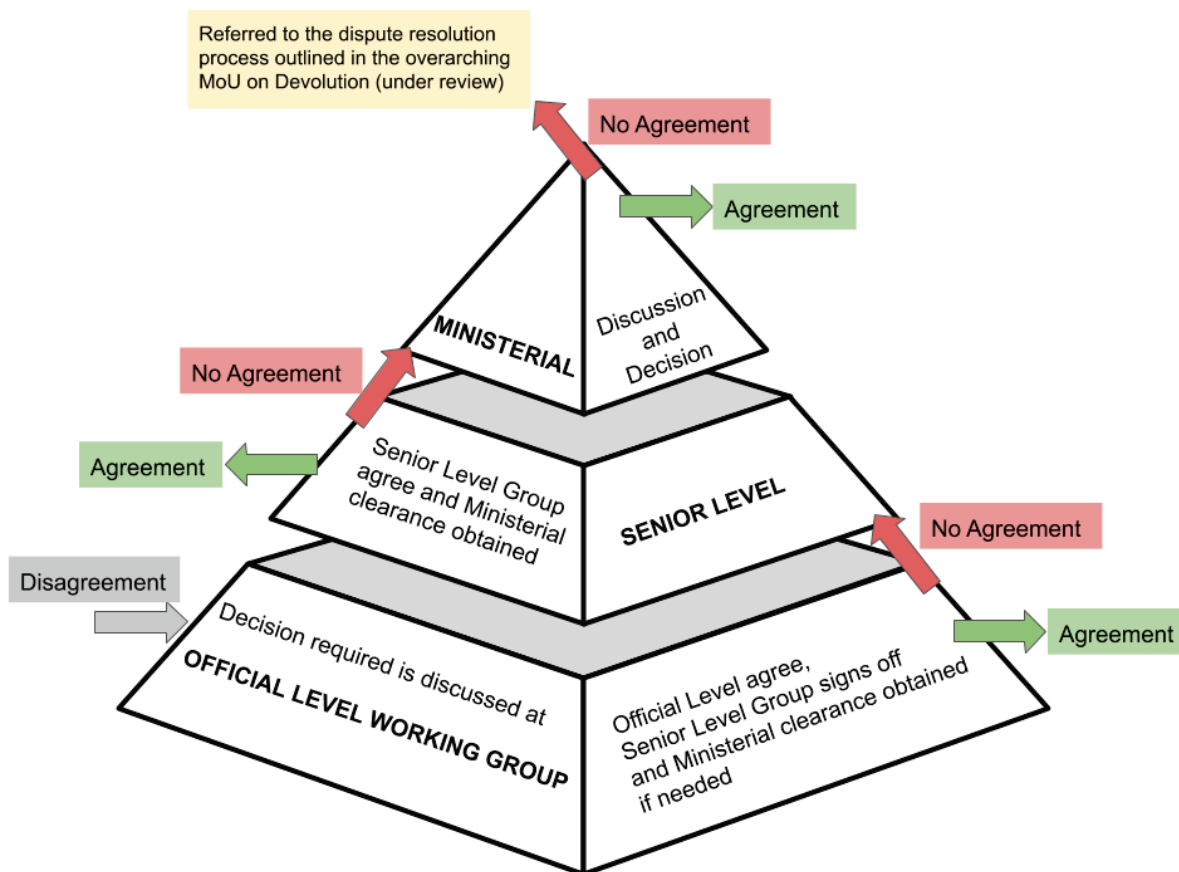 Referred to the dispute resolution
process outlined in the overarching
MoU on Devolution (under review)
No Agreement
Agreement
MINISTERIAL
Discussion
and
Decision
No Agreement
Agreement
Senior Level Group
agree and Ministerial
clearance obtained
SENIOR LEVEL
No Agreement
Disagreement
Decision required is discussed at
OFFICIAL LEVEL WORKING GROUP
Official Level agree,
Senior Level Group signs off
and Ministerial clearance obtained
if needed
Agreement